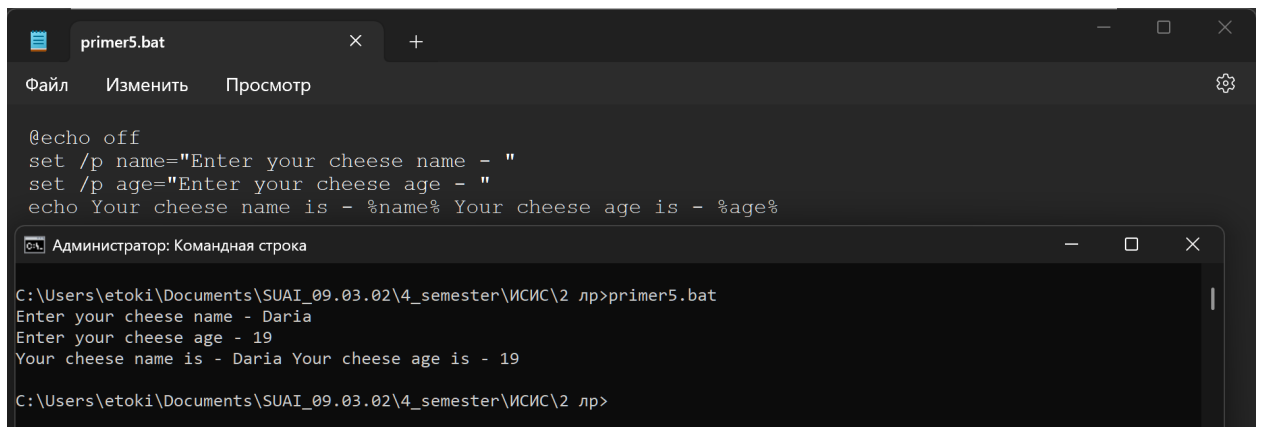 primer5.bat
Файл Изменить Просмотр
@echo off
set /p name="Enter your cheese name - "
set /p age="Enter your cheese age - "
echo Your cheese name is - %name% Your cheese age is - %age%
Администратор: Командная строка
C:\Users\etoki\Documents\SUAI_09.03.02\4_semester\ИСИС\2 лр>primer5.bat
Enter your cheese name - Daria
Enter your cheese age - 19
Your cheese name is - Daria Your cheese age is - 19
C:\Users\etoki\Documents\SUAI_09.03.02\4_semester\ИСИС\2 лр>